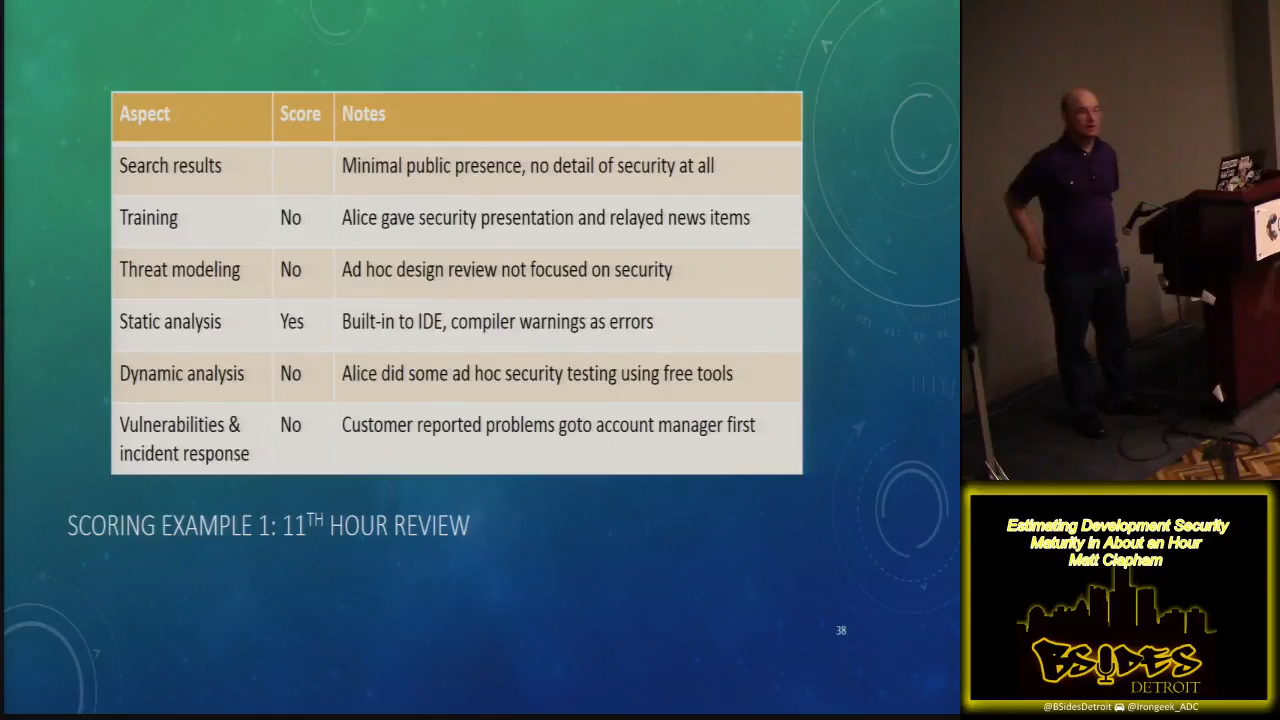 Aspect Score Notes
Search results Minimal public presence, no detail of security at all
Training No Alice gave security presentation and relayed news items
Threat modeling No Ad hoc design review not focused on security
Static analysis Yes Built-in to IDE, compiler warnings as errors
Dynamic analysis No Alice did some ad hoc security testing using free tools
Vulnerabilities & No Customer reported problems goto account manager first
incident response
SCORING EXAMPLE 1: 11TH HOUR REVIEW
38
Estimating Development Security
Maturity in About an Hour
Matt Clapham
BSIDES
DETROIT
@BSidesDetroit @Irongeek_ADC